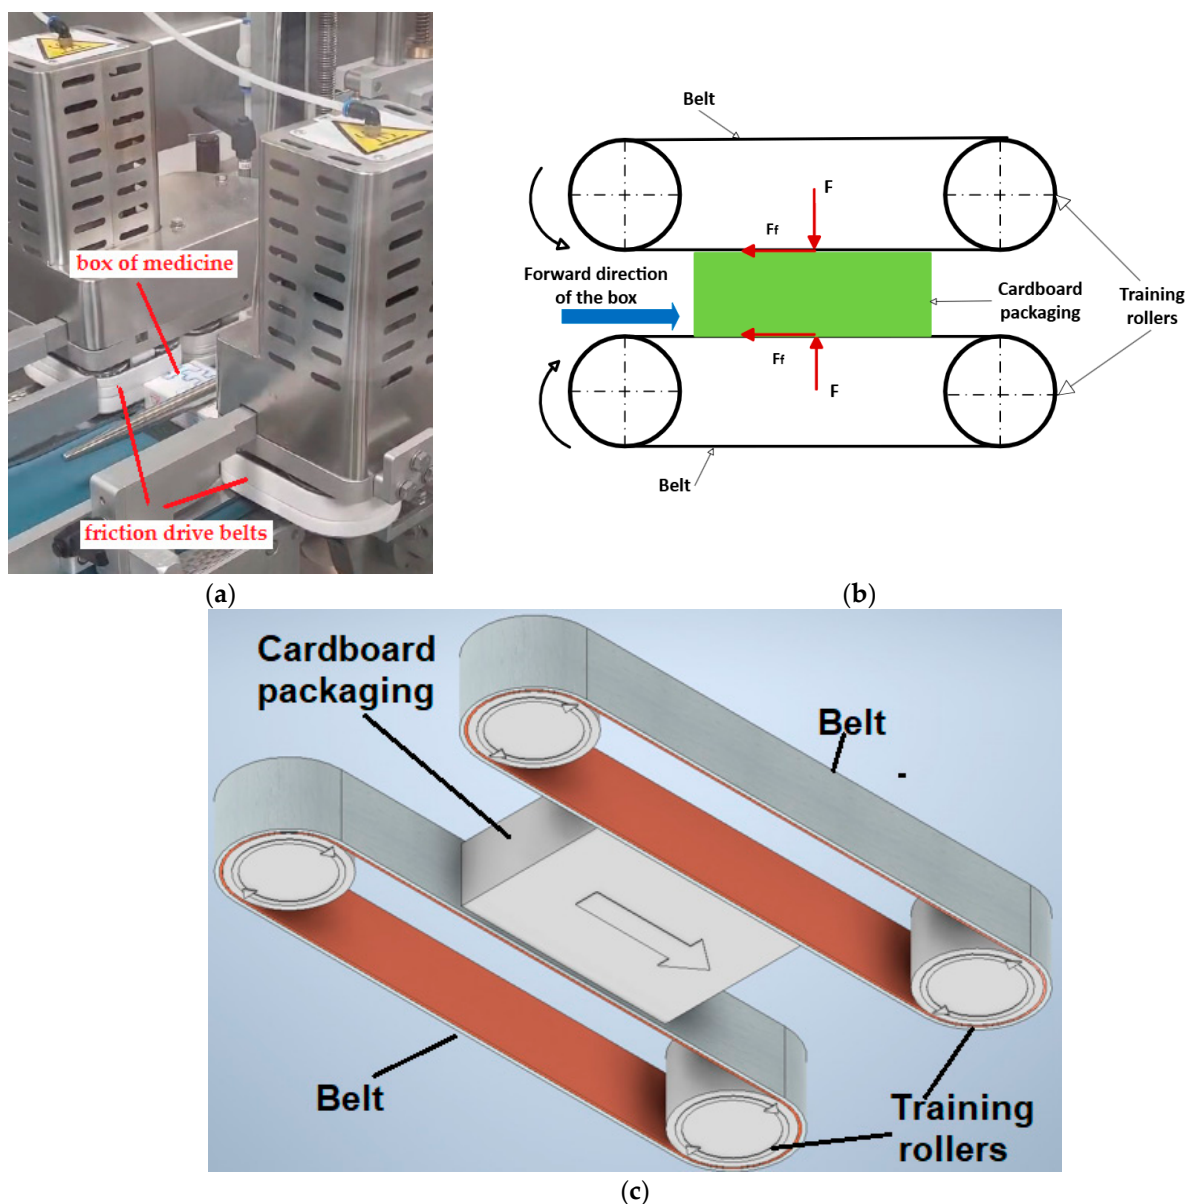 box of medicine
friction drive belts
(a)
Belt
F
Ff
Forward direction
of the box
Cardboard
packaging
Training
rollers
Ff
F
Belt
(b)
Cardboard
packaging
Belt
Belt
Training
rollers
(c)